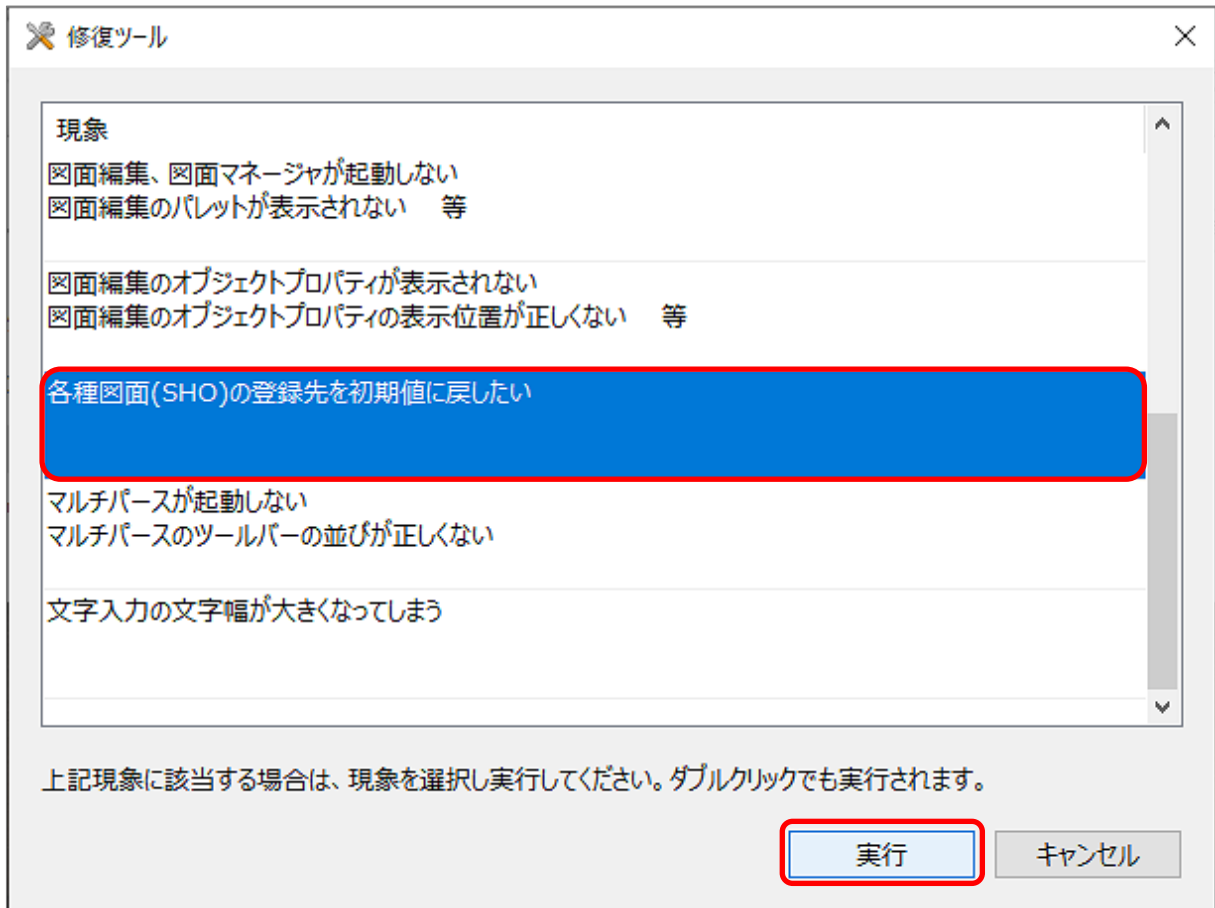 修復ツール
現象
図面編集、図面マネージャが起動しない
図面編集のパレットが表示されない　等
図面編集のオブジェクトプロパティが表示されない
図面編集のオブジェクトプロパティの表示位置が正しくない　等
各種図面(SHO)の登録先を初期値に戻したい
マルチパースが起動しない
マルチパースのツールバーの並びが正しくない
文字入力の文字幅が大きくなってしまう
上記現象に該当する場合は、現象を選択し実行してください。ダブルクリックでも実行されます。
実行
キャンセル